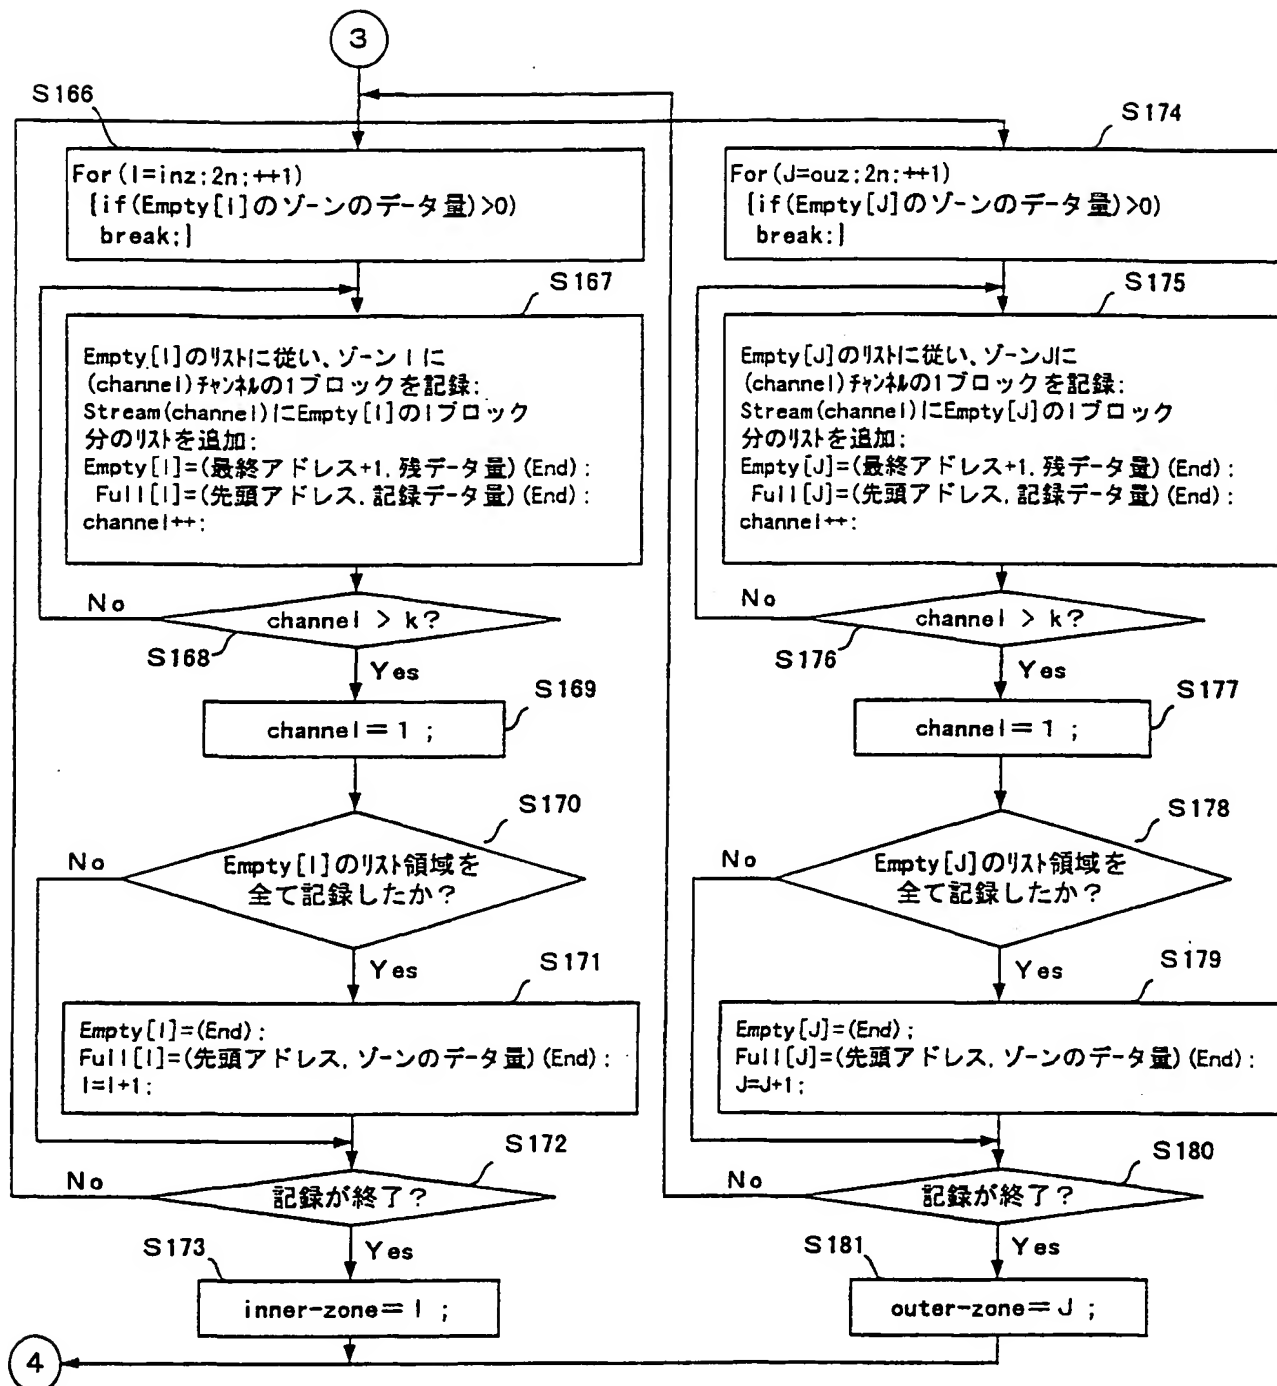 3
S166
For(I=inz;2n;++1)
{if(Empty[I]のゾーンのデータ量)>0)
break;}
S167
Empty[I]のリストに従い、ゾーンIに
(channel)チャンネルの1ブロックを記録;
Stream(channel)にEmpty[I]の1ブロック
分のリストを追加;
Empty[I]=(最終アドレス+1,残データ量)(End);
Full[I]=(先頭アドレス,記録データ量)(End);
channel++;
No
channel > k?
S168
Yes
S169
channel=1 ;
S170
No
Empty[I]のリスト領域を
全て記録したか?
Yes
S171
Empty[I]=(End);
Full[I]=(先頭アドレス,ゾーンのデータ量)(End);
I=I+1;
S172
No
記録が終了?
S173
Yes
inner-zone=I ;
4
S174
For(J=ouz;2n;++1)
{if(Empty[J]のゾーンのデータ量)>0)
break;}
S175
Empty[J]のリストに従い、ゾーンJに
(channel)チャンネルの1ブロックを記録;
Stream(channel)にEmpty[J]の1ブロック
分のリストを追加;
Empty[J]=(最終アドレス+1,残データ量)(End);
Full[J]=(先頭アドレス,記録データ量)(End);
channel++;
No
channel > k?
S176
Yes
S177
channel=1 ;
S178
No
Empty[J]のリスト領域を
全て記録したか?
Yes
S179
Empty[J]=(End);
Full[J]=(先頭アドレス,ゾーンのデータ量)(End);
J=J+1;
S180
No
記録が終了?
S181
Yes
outer-zone=J ;